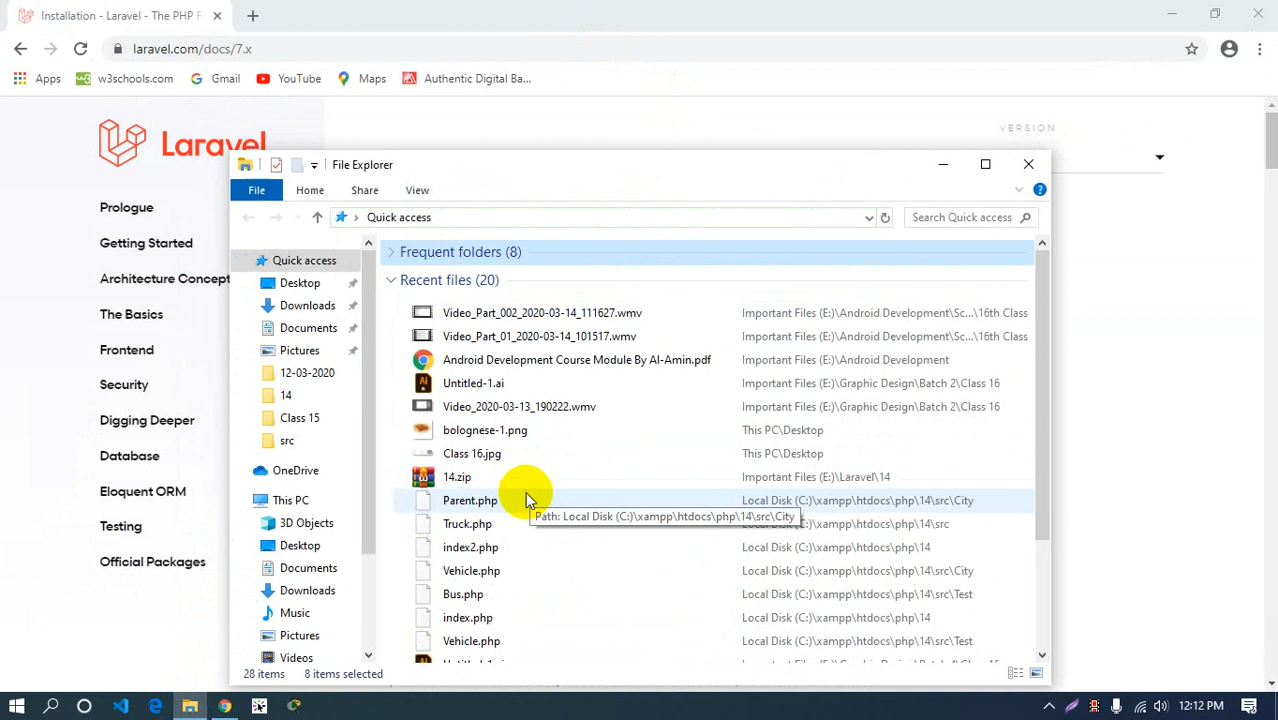 Installation - Laravel - The PHP F
laravel.com/docs/7.x
Apps w3schools.com Gmail YouTube Maps Authentic Digital Ba...
Laravel
VERSION
Prologue
Getting Started
Architecture Concept
The Basics
Frontend
Security
Digging Deeper
Database
Eloquent ORM
Testing
Official Packages
File Explorer
File Home Share View
Quick access Search Quick access
Quick access
Desktop
Downloads
Documents
Pictures
12-03-2020
14
Class 15
src
OneDrive
This PC
3D Objects
Desktop
Documents
Downloads
Music
Pictures
Videos
Frequent folders (8)
Recent files (20)
Video_Part_002_2020-03-14_111627.wmv Important Files (E:)\Android Development\Sc...\16th Class
Video_Part_01_2020-03-14_101517.wmv Important Files (E:)\Android Development\Sc...\16th Class
Android Development Course Module By Al-Amin.pdf Important Files (E:)\Android Development
Untitled-1.ai Important Files (E:)\Graphic Design\Batch 2\Class 16
Video_2020-03-13_190222.wmv Important Files (E:)\Graphic Design\Batch 2\Class 16
bolognese-1.png This PC\Desktop
Class 16.jpg This PC\Desktop
14.zip Important Files (E:)\Laravel\14
Parent.php Local Disk (C:)\xampp\htdocs\php\14\src\City
Path: Local Disk (C:)\xampp\htdocs\php\14\src\City
Truck.php Local Disk (C:)\xampp\htdocs\php\14\src
index2.php Local Disk (C:)\xampp\htdocs\php\14
Vehicle.php Local Disk (C:)\xampp\htdocs\php\14\src\City
Bus.php Local Disk (C:)\xampp\htdocs\php\14\src\Test
index.php Local Disk (C:)\xampp\htdocs\php\14
Vehicle.php Local Disk (C:)\xampp\htdocs\php\14\src\Test
28 items 8 items selected
12:12 PM